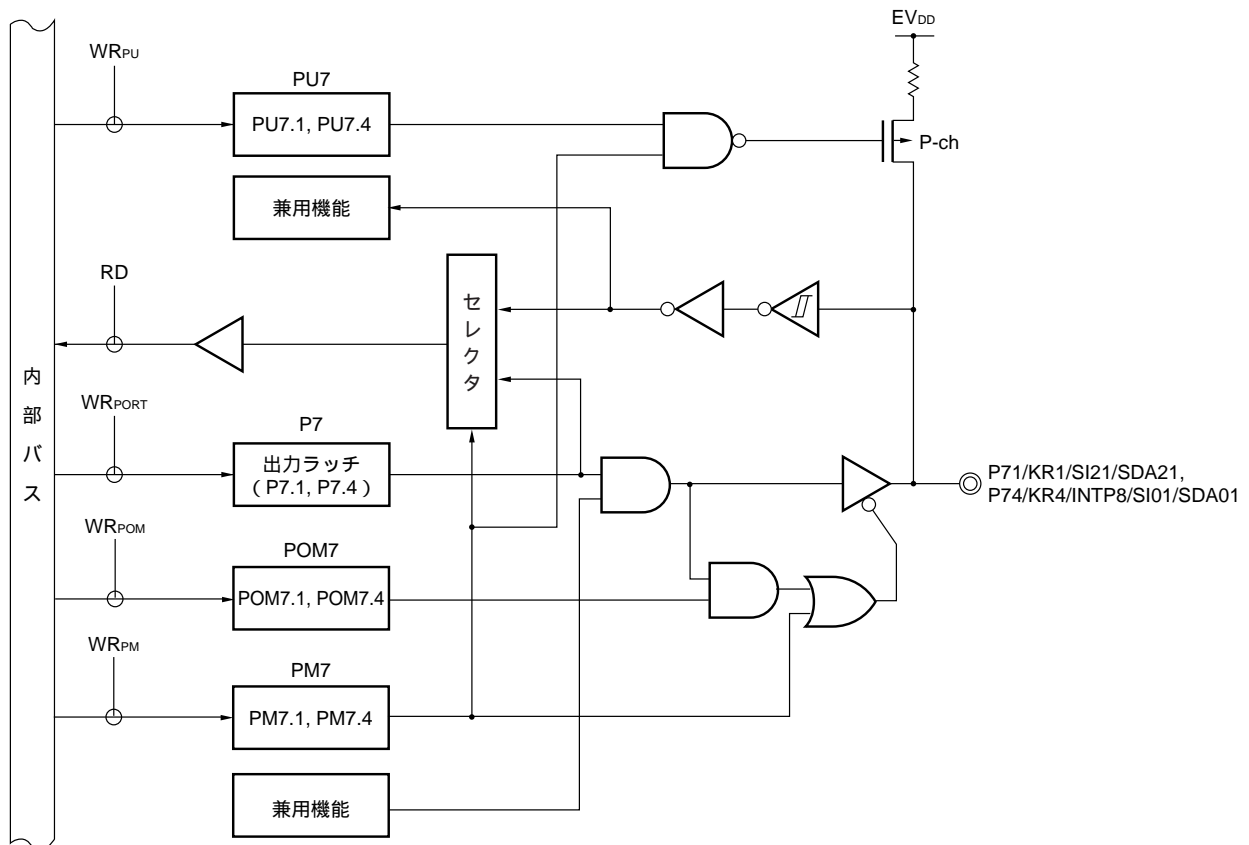 EVDD
WRPU
PU7
PU7.1, PU7.4
P-ch
兼用機能
RD
セレクタ
内部バス
WRPORT
P7
出力ラッチ
（P7.1, P7.4）
P71/KR1/SI21/SDA21,
P74/KR4/INTP8/SI01/SDA01
WRPOM
POM7
POM7.1, POM7.4
WRPM
PM7
PM7.1, PM7.4
兼用機能